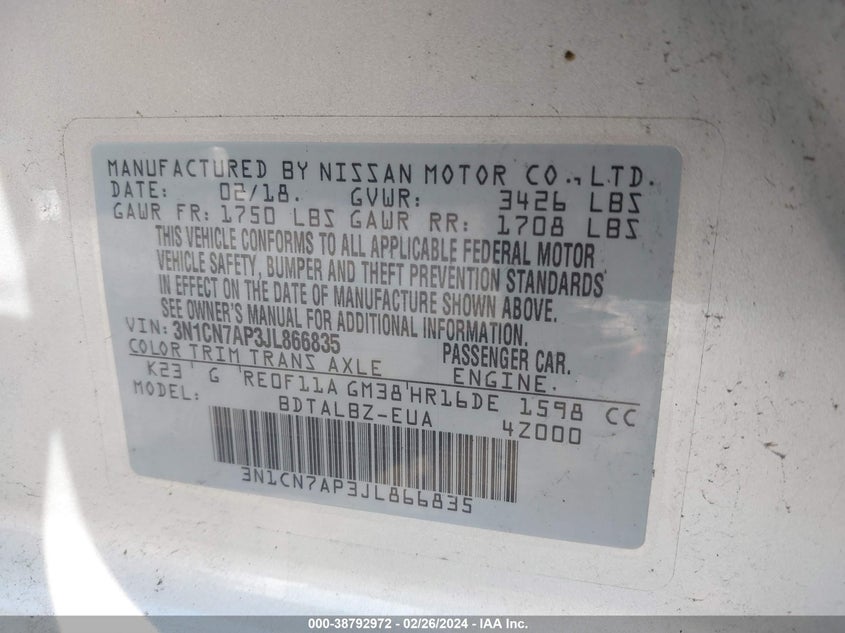 MANUFACTURED BY NISSAN MOTOR CO., LTD.
DATE: 02/18. GVWR: 3426 LBS
GAWR FR: 1750 LBS GAWR RR: 1708 LBS
THIS VEHICLE CONFORMS TO ALL APPLICABLE FEDERAL MOTOR
VEHICLE SAFETY, BUMPER AND THEFT PREVENTION STANDARDS
IN EFFECT ON THE DATE OF MANUFACTURE SHOWN ABOVE.
SEE OWNER'S MANUAL FOR ADDITIONAL INFORMATION.
VIN: 3N1CN7AP3JL866835 PASSENGER CAR.
COLOR TRIM TRANS AXLE ENGINE.
K23' G 'RE0F11A GM38'HR16DE 1598 CC
MODEL: BDTALBZ-EUA 4Z000
3N1CN7AP3JL866835
000-38792972 - 02/26/2024 - IAA Inc.